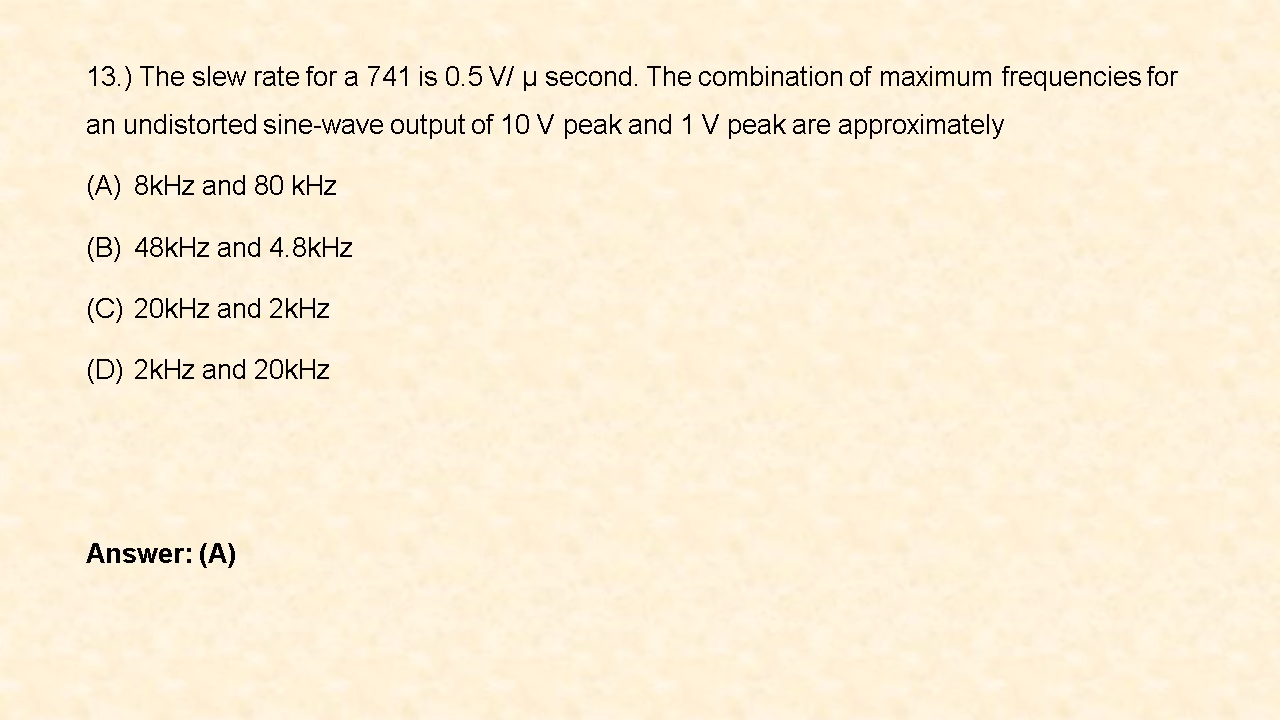 13.) The slew rate for a 741 is 0.5 V/ μ second. The combination of maximum frequencies for
an undistorted sine-wave output of 10 V peak and 1 V peak are approximately
(A) 8kHz and 80 kHz
(B) 48kHz and 4.8kHz
(C) 20kHz and 2kHz
(D) 2kHz and 20kHz
Answer: (A)